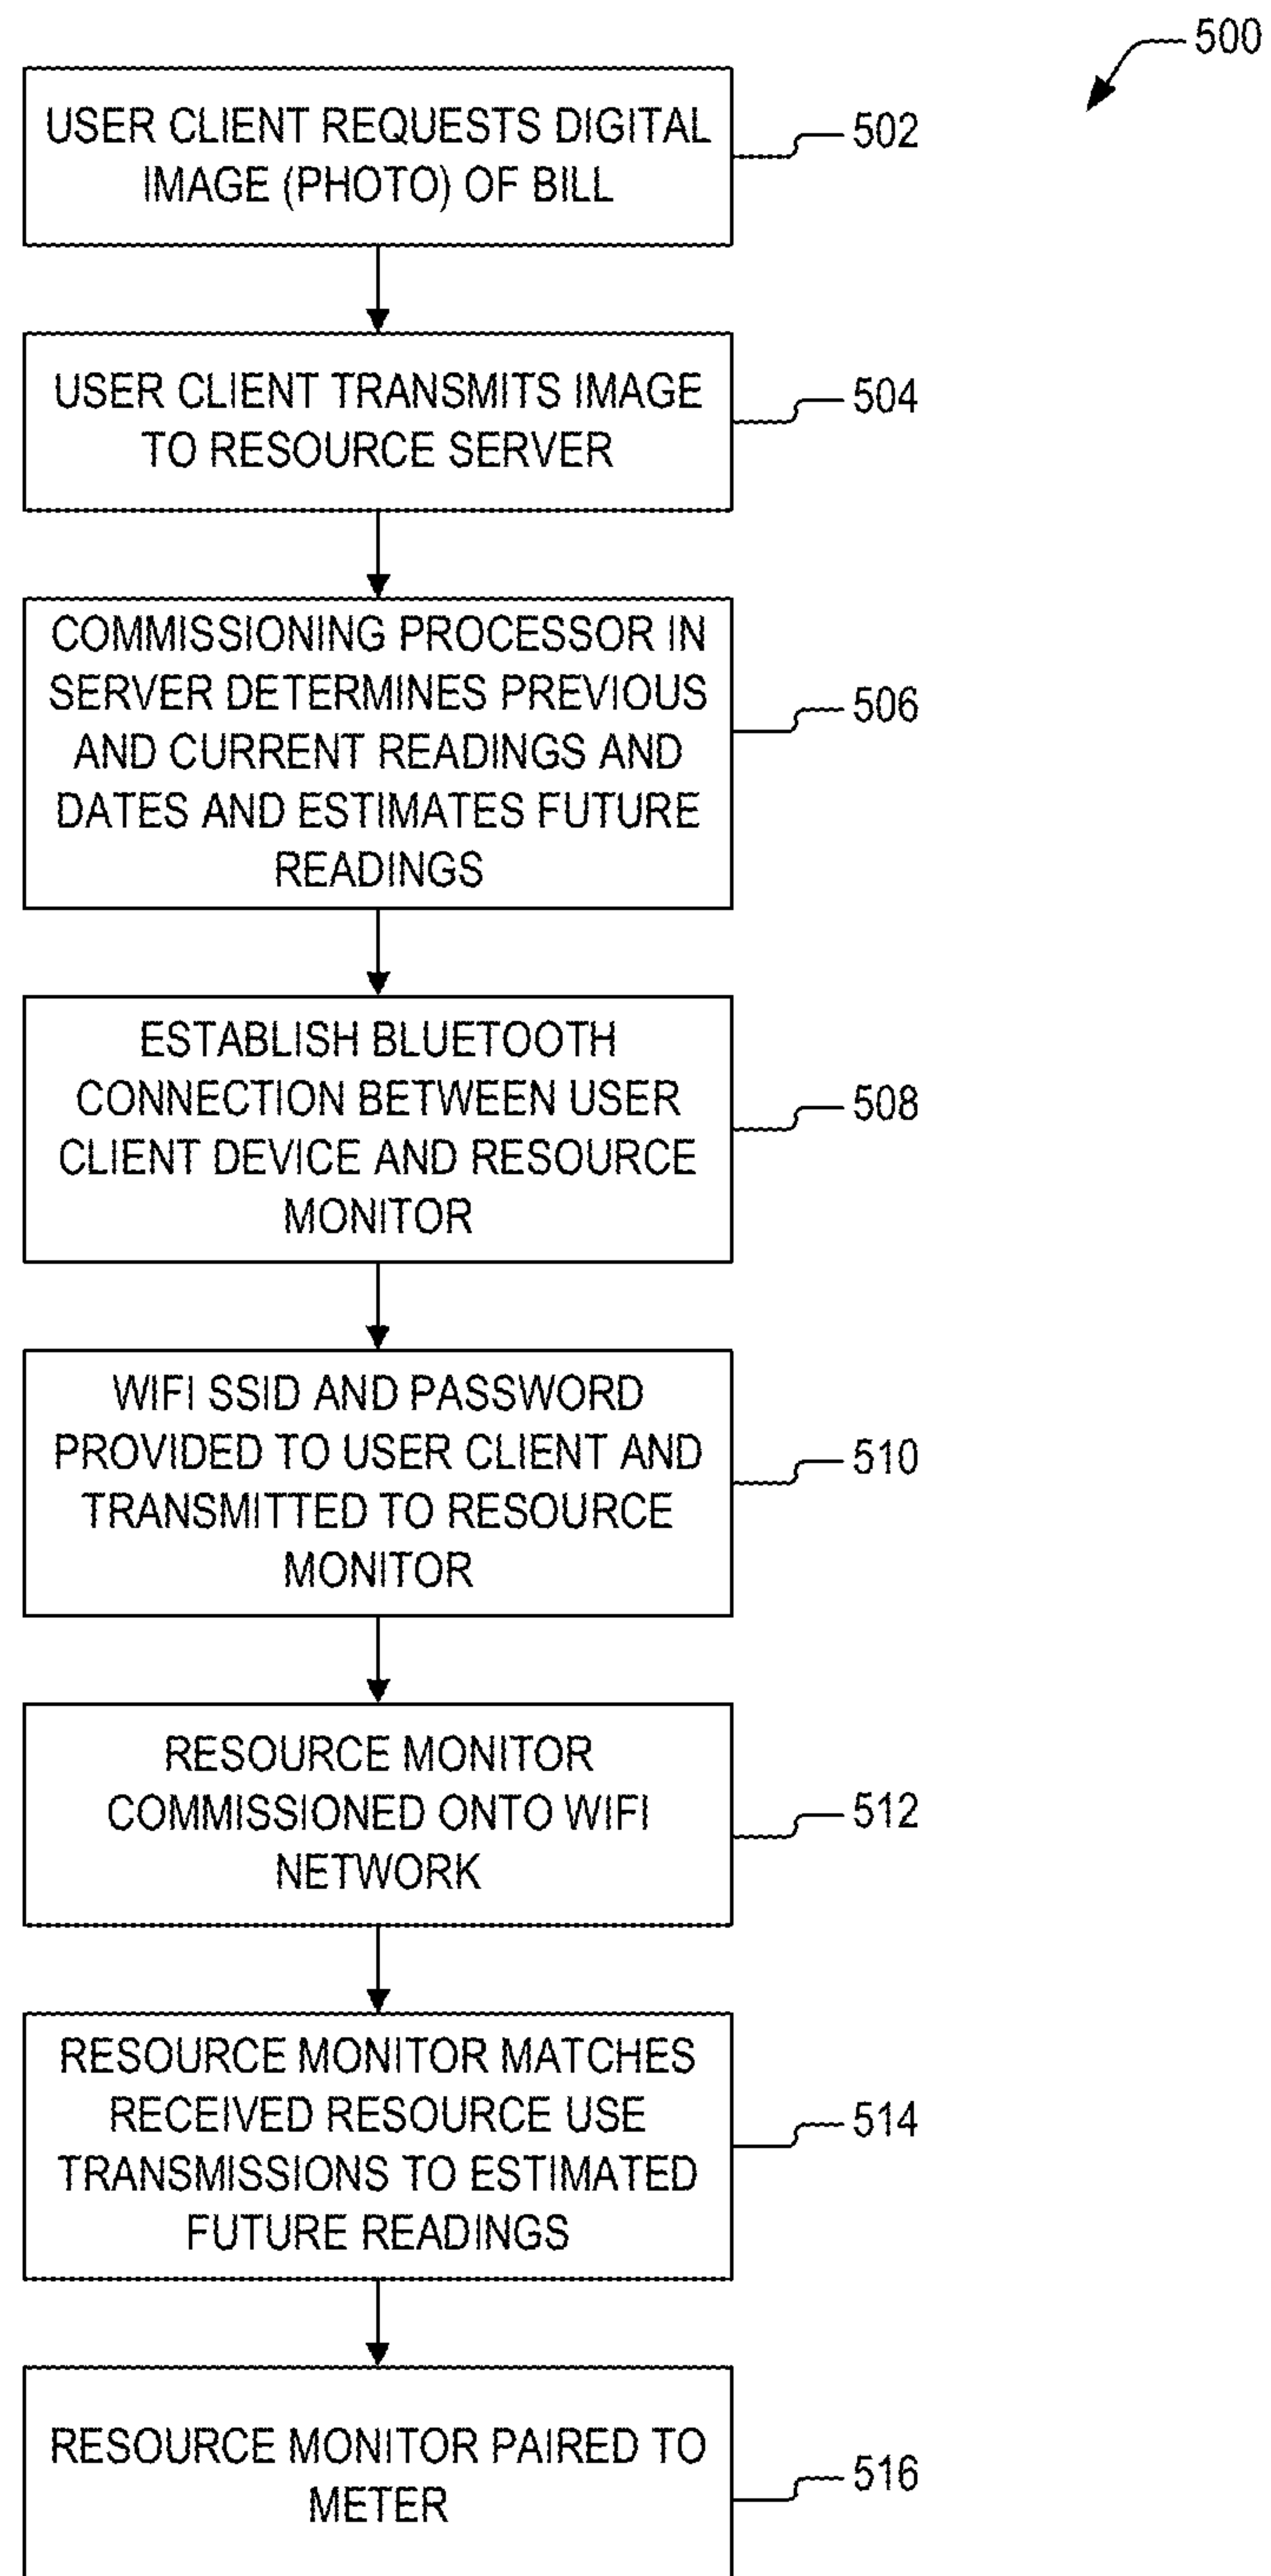 500
USER CLIENT REQUESTS DIGITAL
IMAGE (PHOTO) OF BILL
502
USER CLIENT TRANSMITS IMAGE
TO RESOURCE SERVER
504
COMMISSIONING PROCESSOR IN
SERVER DETERMINES PREVIOUS
AND CURRENT READINGS AND
DATES AND ESTIMATES FUTURE
READINGS
506
ESTABLISH BLUETOOTH
CONNECTION BETWEEN USER
CLIENT DEVICE AND RESOURCE
MONITOR
508
WIFI SSID AND PASSWORD
PROVIDED TO USER CLIENT AND
TRANSMITTED TO RESOURCE
MONITOR
510
RESOURCE MONITOR
COMMISSIONED ONTO WIFI
NETWORK
512
RESOURCE MONITOR MATCHES
RECEIVED RESOURCE USE
TRANSMISSIONS TO ESTIMATED
FUTURE READINGS
514
RESOURCE MONITOR PAIRED TO
METER
516